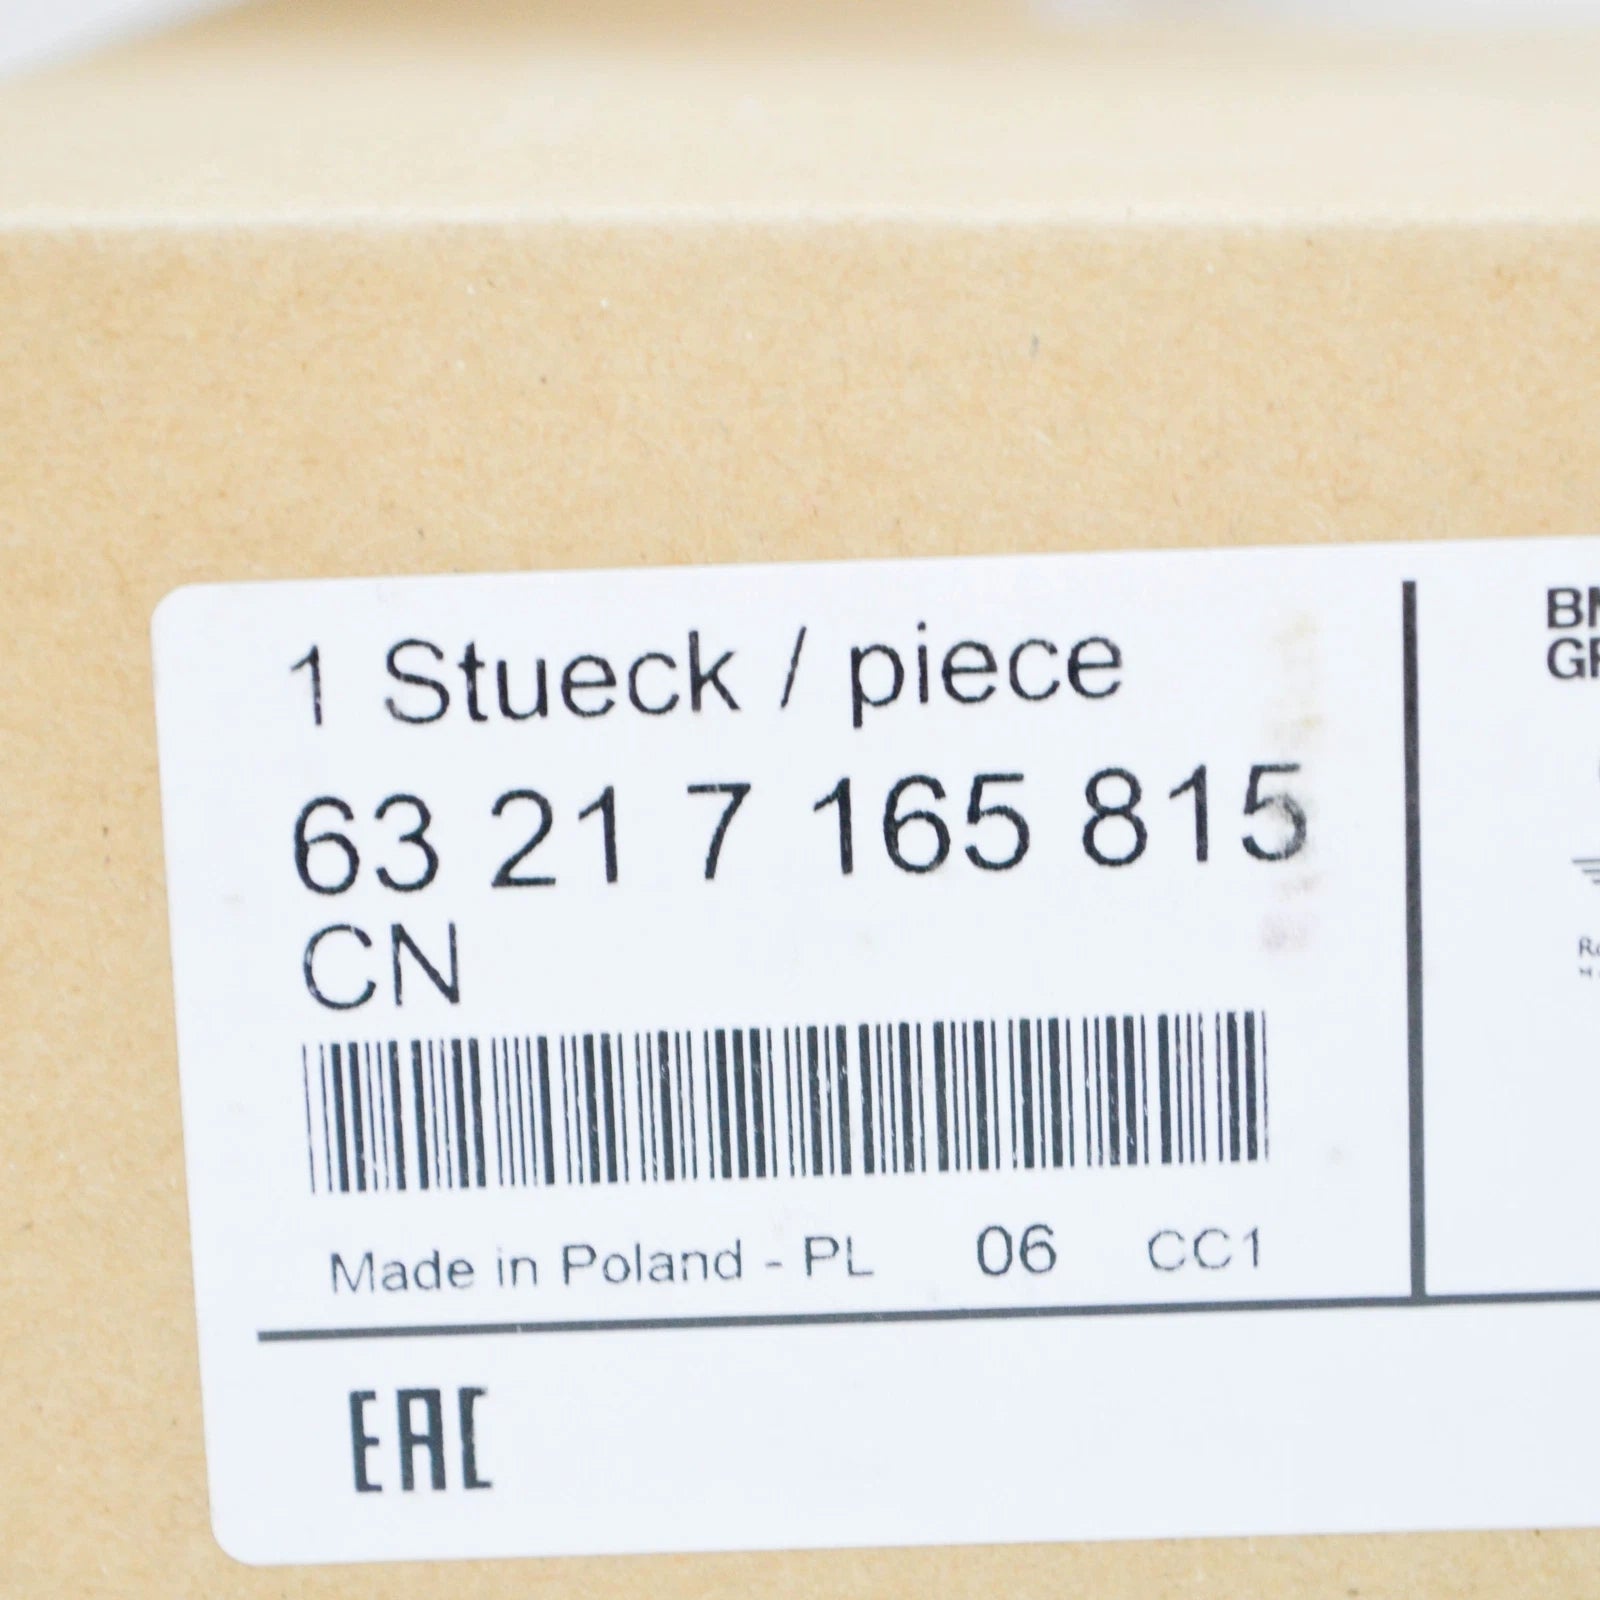 1 Stueck / piece
63 21 7 165 815
CN
Made in Poland - PL 06 CC1
EAC